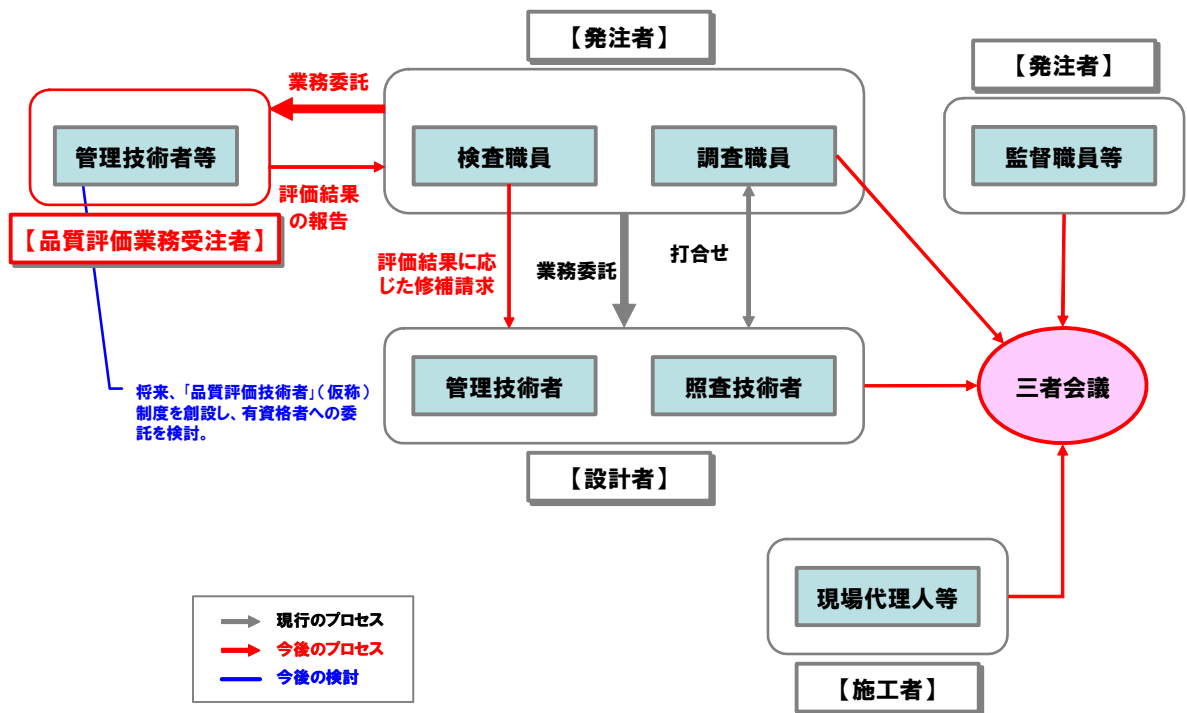 【発注者】
【発注者】
業務委託
管理技術者等
検査職員
調査職員
監督職員等
評価結果
の報告
【品質評価業務受注者】
評価結果に応
じた修補請求
業務委託
打合せ
管理技術者
照査技術者
三者会議
将来、「品質評価技術者」(仮称)
制度を創設し、有資格者への委
託を検討。
【設計者】
現場代理人等
【施工者】
現行のプロセス
今後のプロセス
今後の検討